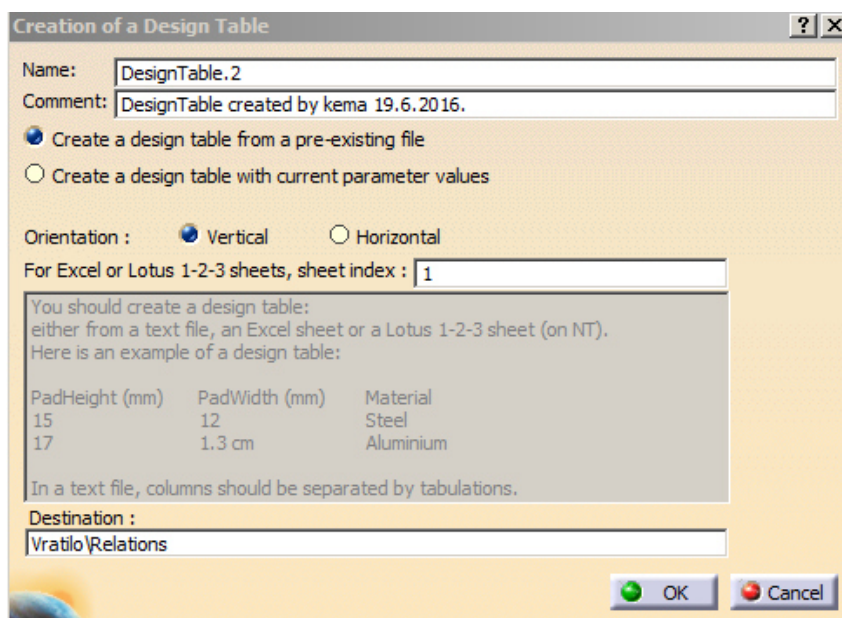 Creation of a Design Table
Name: DesignTable.2
Comment: DesignTable created by kema 19.6.2016.
Create a design table from a pre-existing file
Create a design table with current parameter values
Orientation : Vertical Horizontal
For Excel or Lotus 1-2-3 sheets, sheet index : 1
You should create a design table:
either from a text file, an Excel sheet or a Lotus 1-2-3 sheet (on NT).
Here is an example of a design table:
PadHeight (mm) PadWidth (mm) Material
15 12 Steel
17 1.3 cm Aluminium
In a text file, columns should be separated by tabulations.
Destination :
Vratilo\Relations
OK Cancel